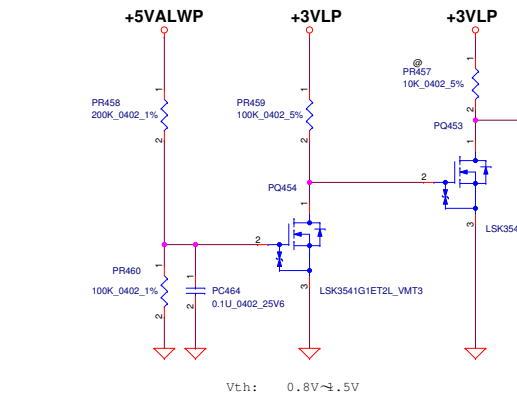 +5VALWP
+3VLP
+3VLP
@
PR457
10K_0402_5%
1
2
PR458
200K_0402_1%
1
2
PR459
100K_0402_5%
1
2
PQ453
1
2
3
LSK354
PQ454
1
2
3
LSK3541G1ET2L_VMT3
PR460
100K_0402_1%
1
2
PC464
0.1U_0402_25V6
1
2
Vth: 0.8V~1.5V